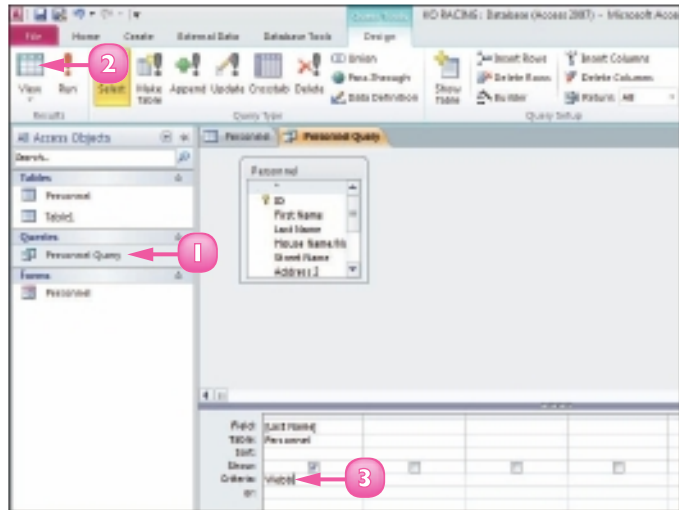 Query Tools
KO RACING : Database (Access 2007) – Microsoft Acce
File Home Create External Data Database Tools Design
View
Run
Select
Make Table
Append
Update
Crosstab
Delete
Union
Pass-Through
Data Definition
Show Table
Insert Rows
Delete Rows
Builder
Insert Columns
Delete Columns
Return: All
Results
Query Type
Query Setup
2
All Access Objects
Search...
Tables
Personnel
Table1
Queries
Personnel Query
1
Forms
Personnel
Personnel
Personnel Query
Personnel
*
ID
First Name
Last Name
House Name/No
Street Name
Address 2
Field: [Last Name]
Table: Personnel
Sort:
Show:
Criteria:
3
or: